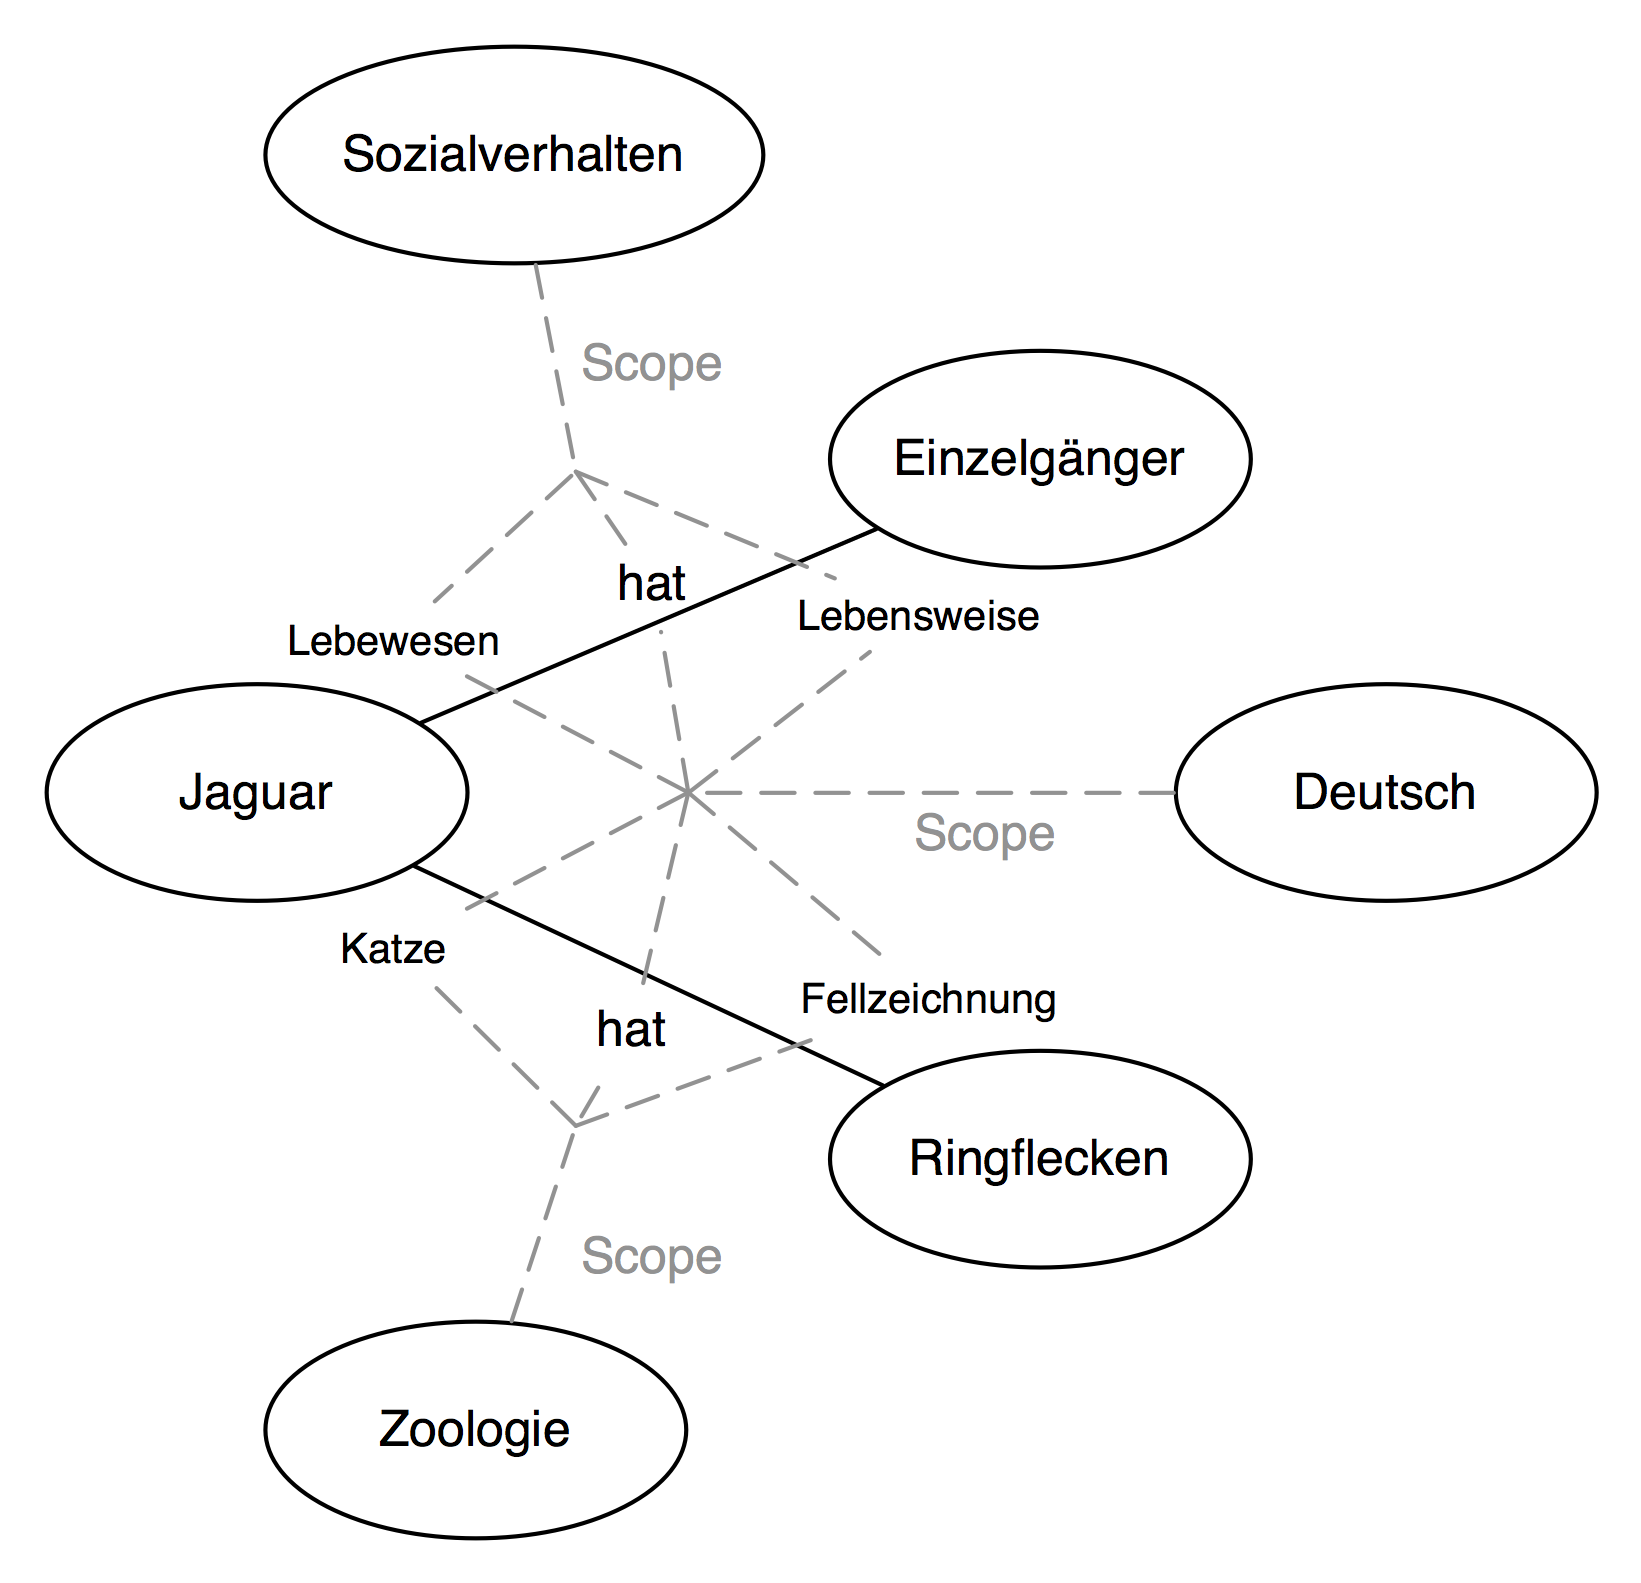 Sozialverhalten
Scope
Einzelgänger
hat
Lebensweise
Lebewesen
Jaguar
Deutsch
Scope
Katze
Fellzeichnung
hat
Ringflecken
Scope
Zoologie